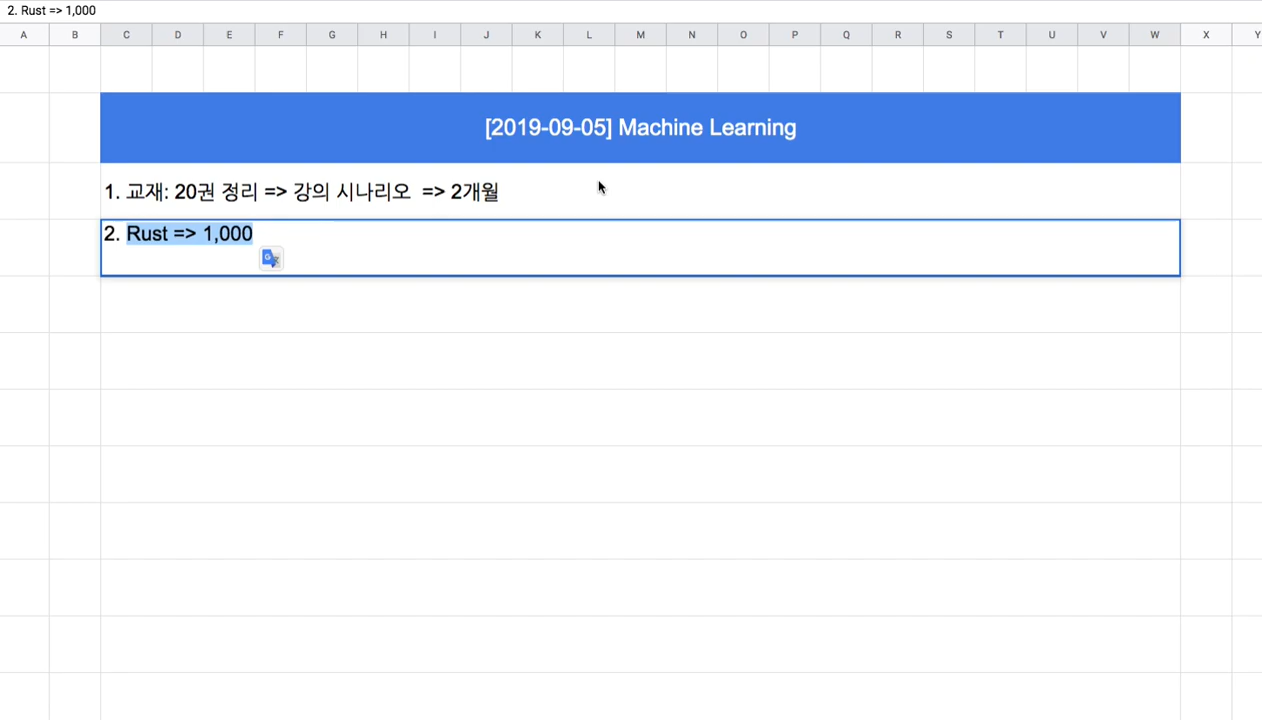 2. Rust => 1,000
A B C D E F G H I J K L M N O P Q R S T U V W X Y
[2019-09-05] Machine Learning
1. 교재: 20권 정리 => 강의 시나리오 => 2개월
2. Rust => 1,000